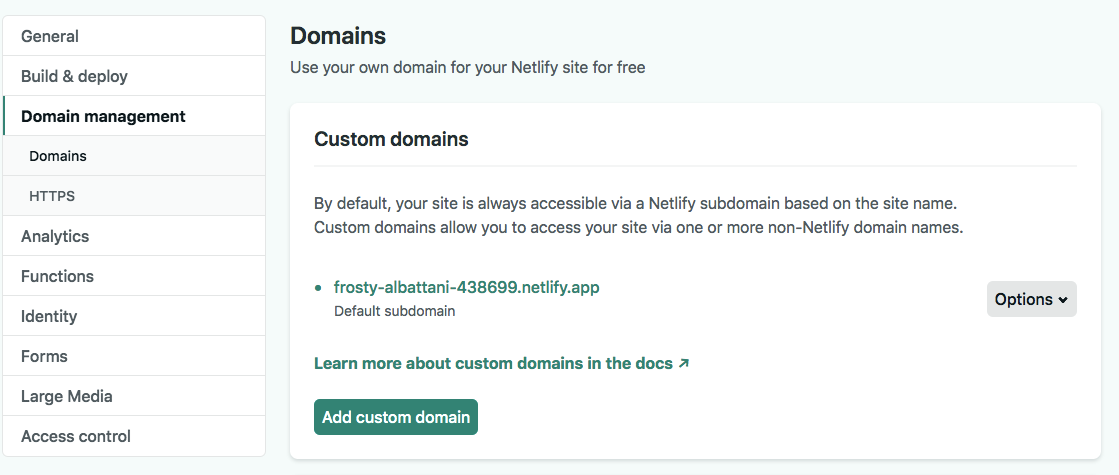 General
Build & deploy
Domain management
Domains
HTTPS
Analytics
Functions
Identity
Forms
Large Media
Access control
Domains
Use your own domain for your Netlify site for free
Custom domains
By default, your site is always accessible via a Netlify subdomain based on the site name.
Custom domains allow you to access your site via one or more non-Netlify domain names.
frosty-albattani-438699.netlify.app
Default subdomain
Options
Learn more about custom domains in the docs ↗
Add custom domain